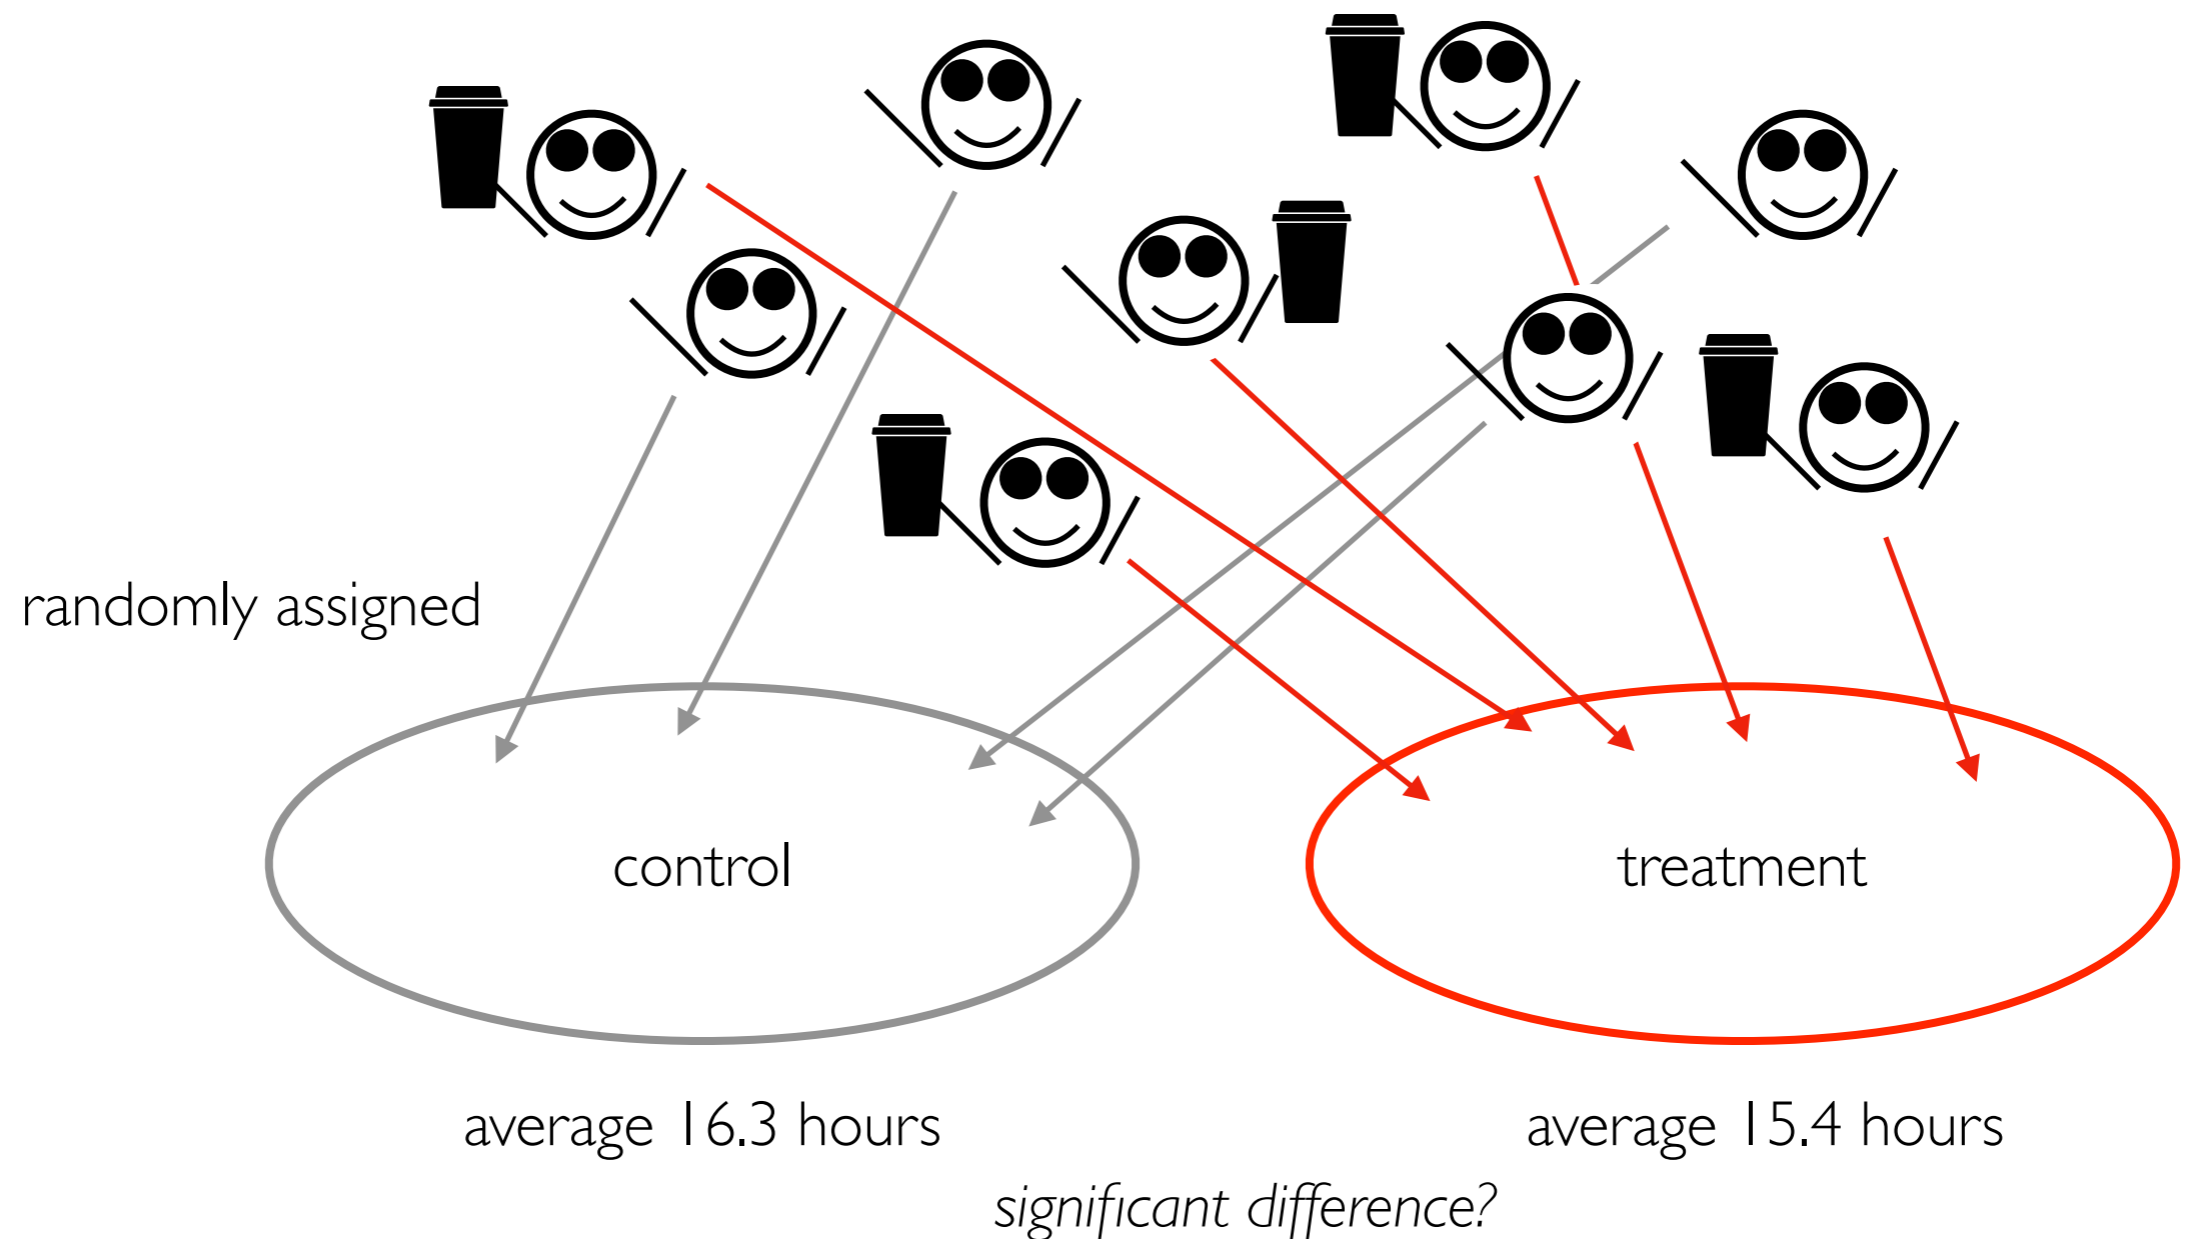 randomly assigned
control
treatment
average 16.3 hours
average 15.4 hours
significant difference?